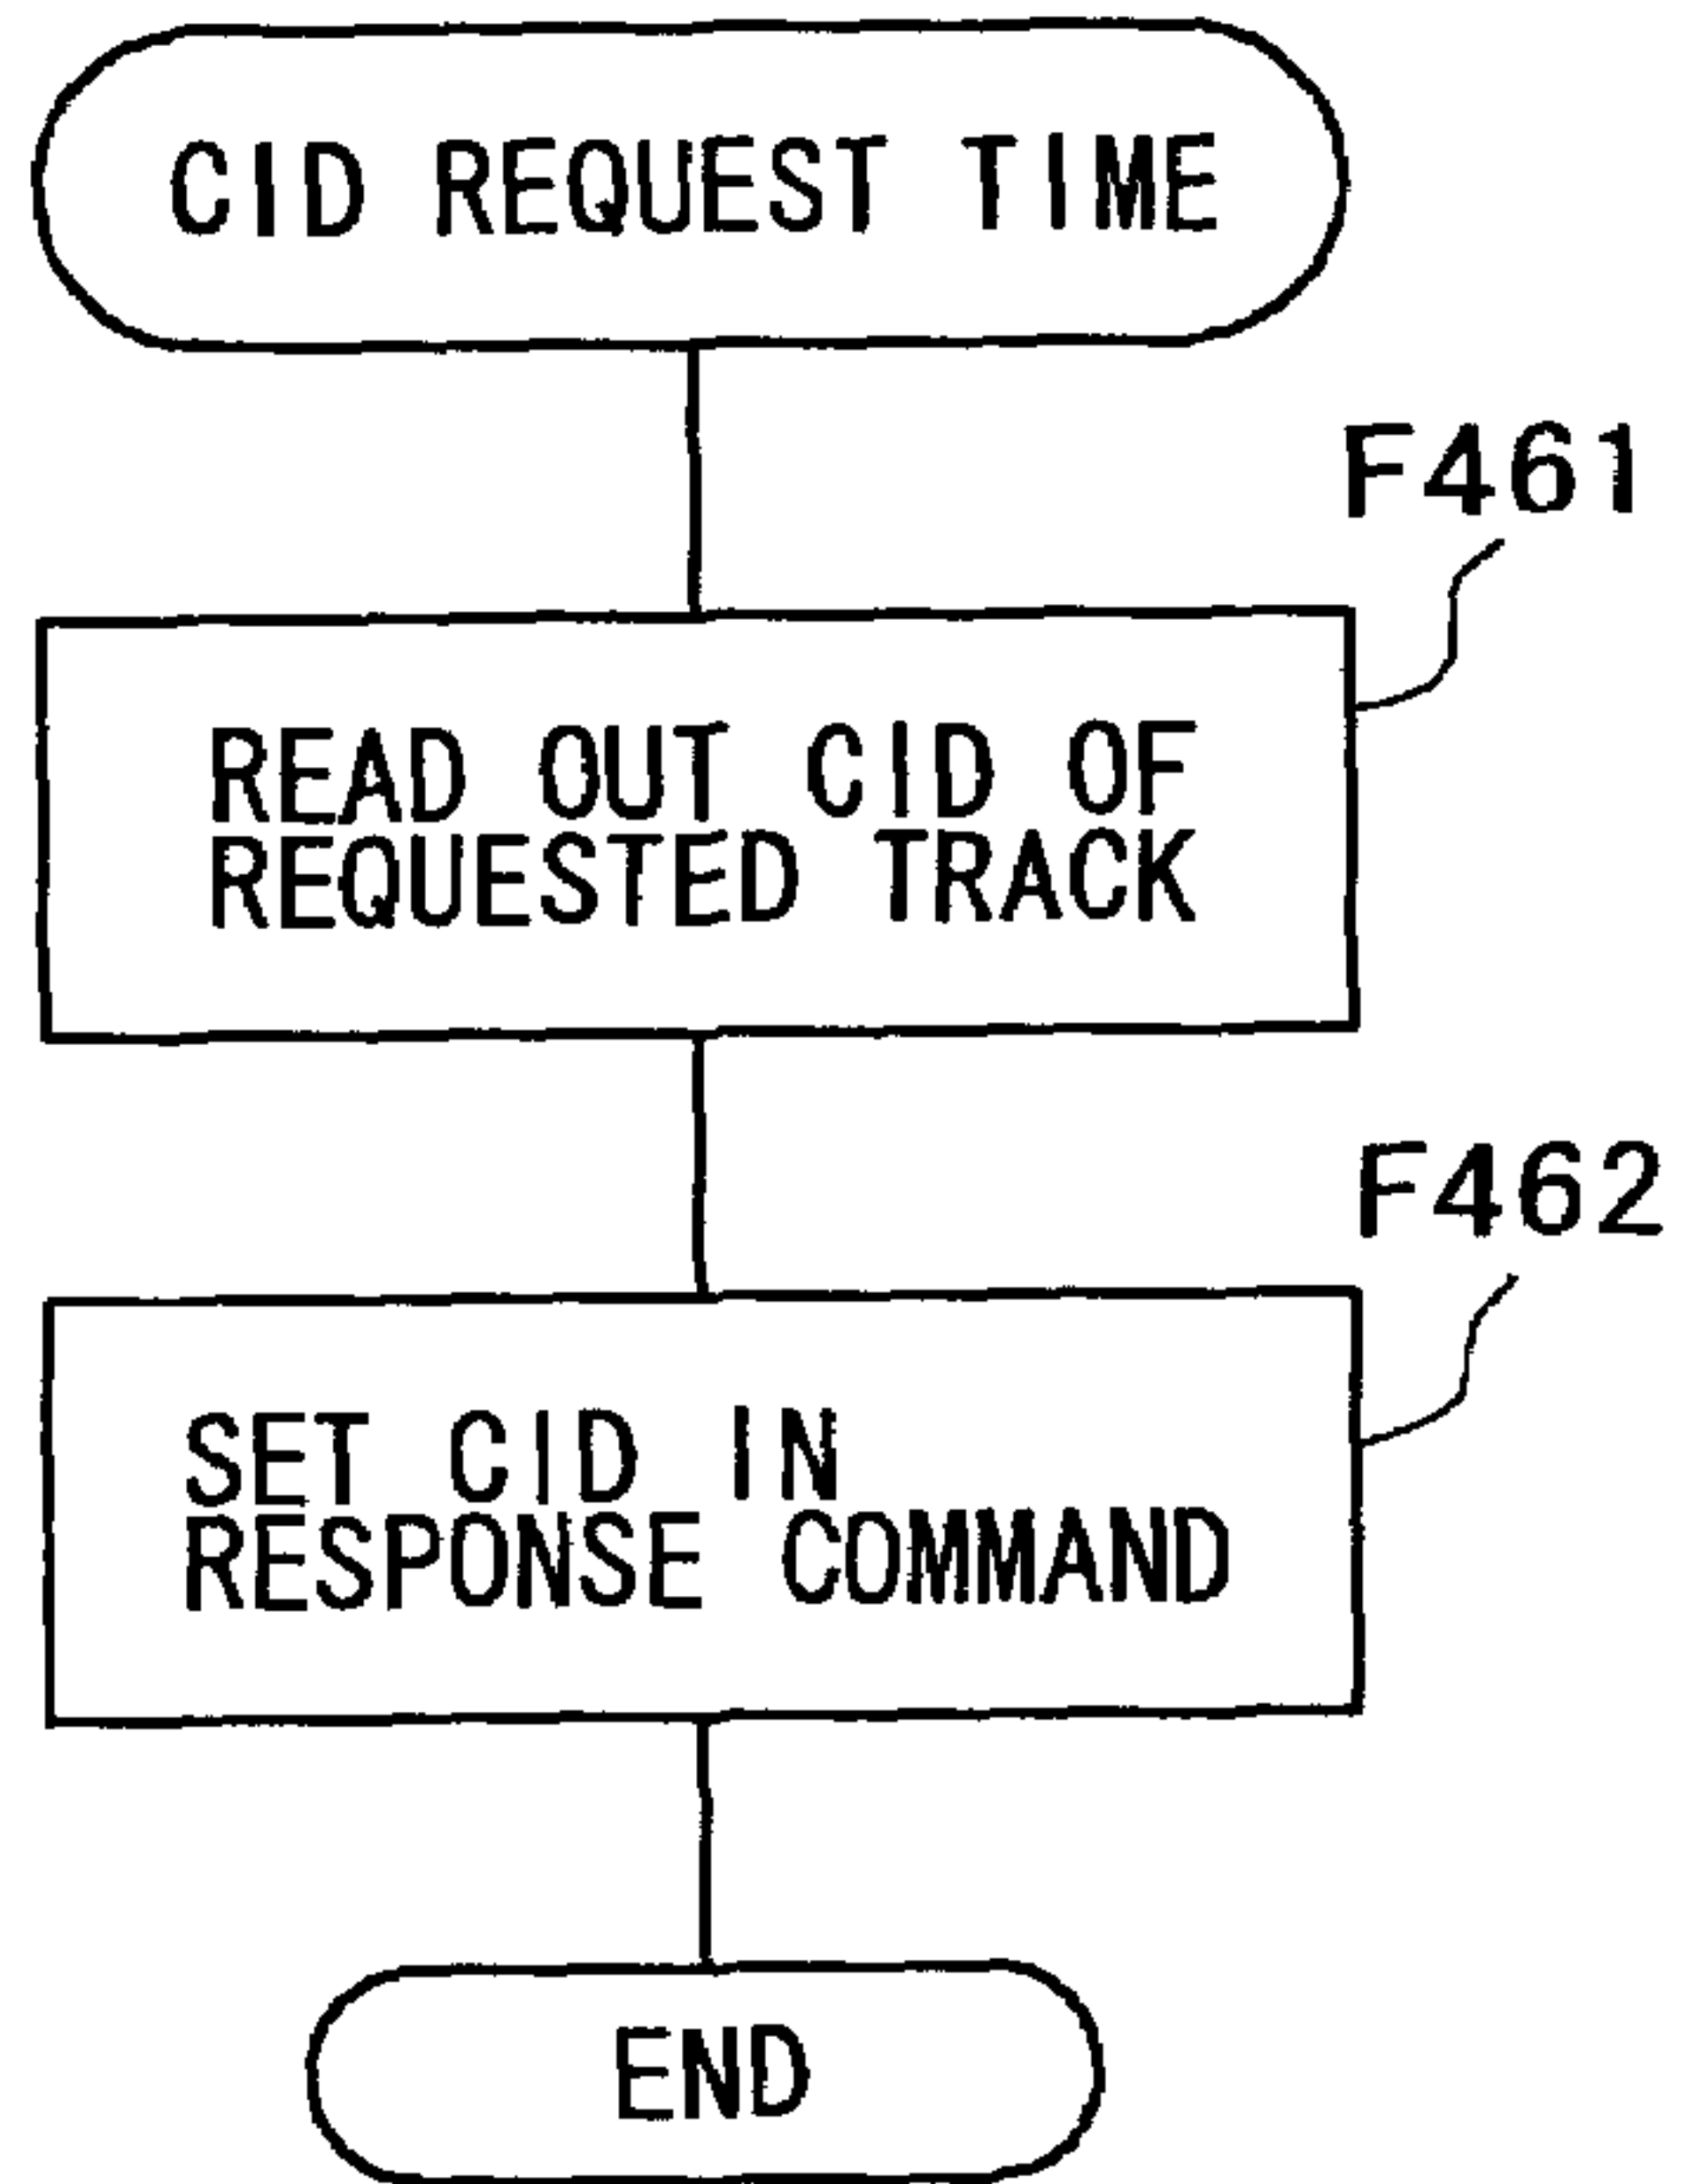 CID REQUEST TIME
F461
READ OUT CID OF
REQUESTED TRACK
F462
SET CID IN
RESPONSE COMMAND
END